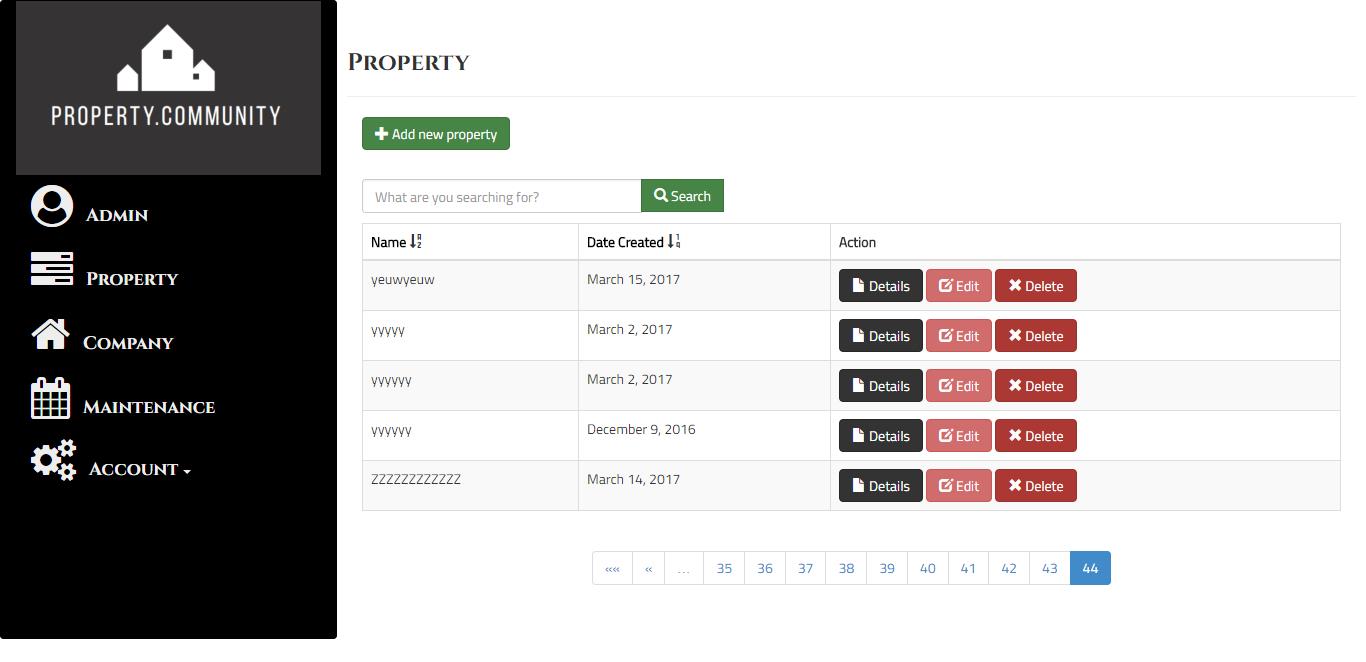 PROPERTY.COMMUNITY
Admin
Property
Company
Maintenance
Account
Property
Add new property
What are you searching for?
Search
Name Date Created Action
yeuwyeuw March 15, 2017 Details Edit Delete
yyyyy March 2, 2017 Details Edit Delete
yyyyyy March 2, 2017 Details Edit Delete
yyyyyy December 9, 2016 Details Edit Delete
ZZZZZZZZZZZZ March 14, 2017 Details Edit Delete
«« « … 35 36 37 38 39 40 41 42 43 44